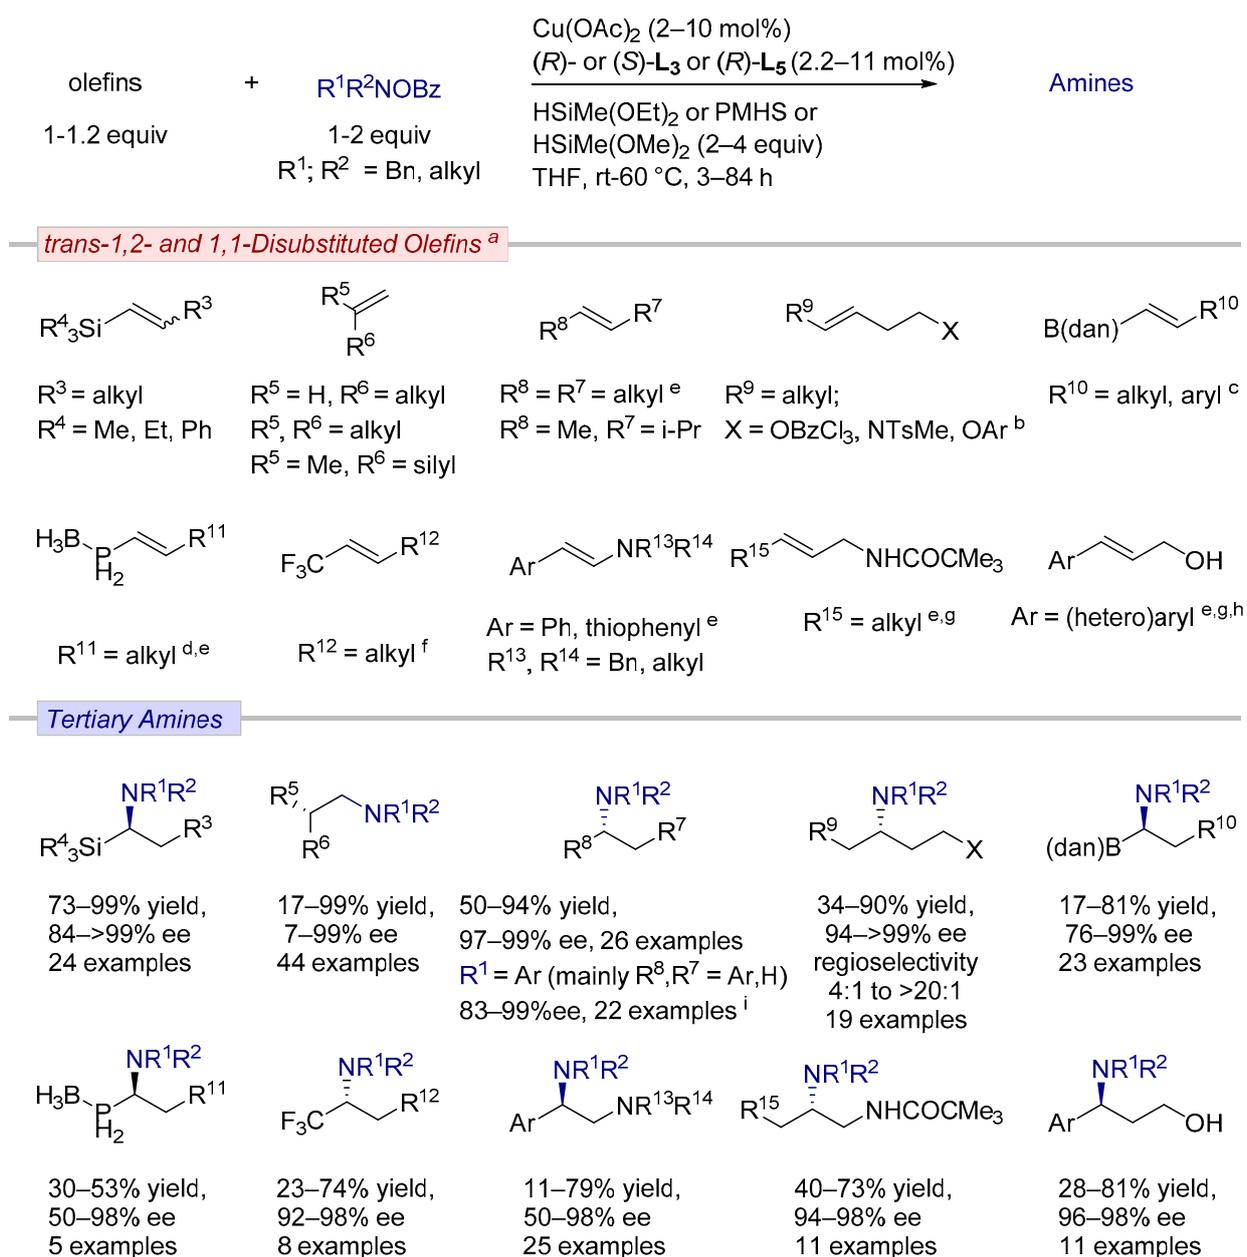 Cu(OAc)2 (2–10 mol%)
(R)- or (S)-L3 or (R)-L5 (2.2–11 mol%)
olefins + R1R2NOBz Amines
1-1.2 equiv 1-2 equiv
R1; R2 = Bn, alkyl
HSiMe(OEt)2 or PMHS or
HSiMe(OMe)2 (2–4 equiv)
THF, rt-60 °C, 3–84 h
trans-1,2- and 1,1-Disubstituted Olefins a
R43Si R3
R5 R6
R8 R7
R9 X
B(dan) R10
R3 = alkyl
R4 = Me, Et, Ph
R5 = H, R6 = alkyl
R5, R6 = alkyl
R5 = Me, R6 = silyl
R8 = R7 = alkyl e
R8 = Me, R7 = i-Pr
R9 = alkyl;
X = OBzCl3, NTsMe, OAr b
R10 = alkyl, aryl c
H3B P H2 R11
F3C R12
Ar NR13R14
R15 NHCOCMe3
Ar OH
R11 = alkyl d,e
R12 = alkyl f
Ar = Ph, thiophenyl e
R13, R14 = Bn, alkyl
R15 = alkyl e,g
Ar = (hetero)aryl e,g,h
Tertiary Amines
NR1R2
R43Si R3
73–99% yield,
84–>99% ee
24 examples
R5 NR1R2
R6
17–99% yield,
7–99% ee
44 examples
NR1R2
R8 R7
50–94% yield,
97–99% ee, 26 examples
R1 = Ar (mainly R8,R7 = Ar,H)
83–99%ee, 22 examples i
NR1R2
R9 X
34–90% yield,
94–>99% ee
regioselectivity
4:1 to >20:1
19 examples
NR1R2
(dan)B R10
17–81% yield,
76–99% ee
23 examples
NR1R2
H3B P H2 R11
30–53% yield,
50–98% ee
5 examples
NR1R2
F3C R12
23–74% yield,
92–98% ee
8 examples
NR1R2
Ar NR13R14
11–79% yield,
50–98% ee
25 examples
NR1R2
R15 NHCOCMe3
40–73% yield,
94–98% ee
11 examples
NR1R2
Ar OH
28–81% yield,
96–98% ee
11 examples